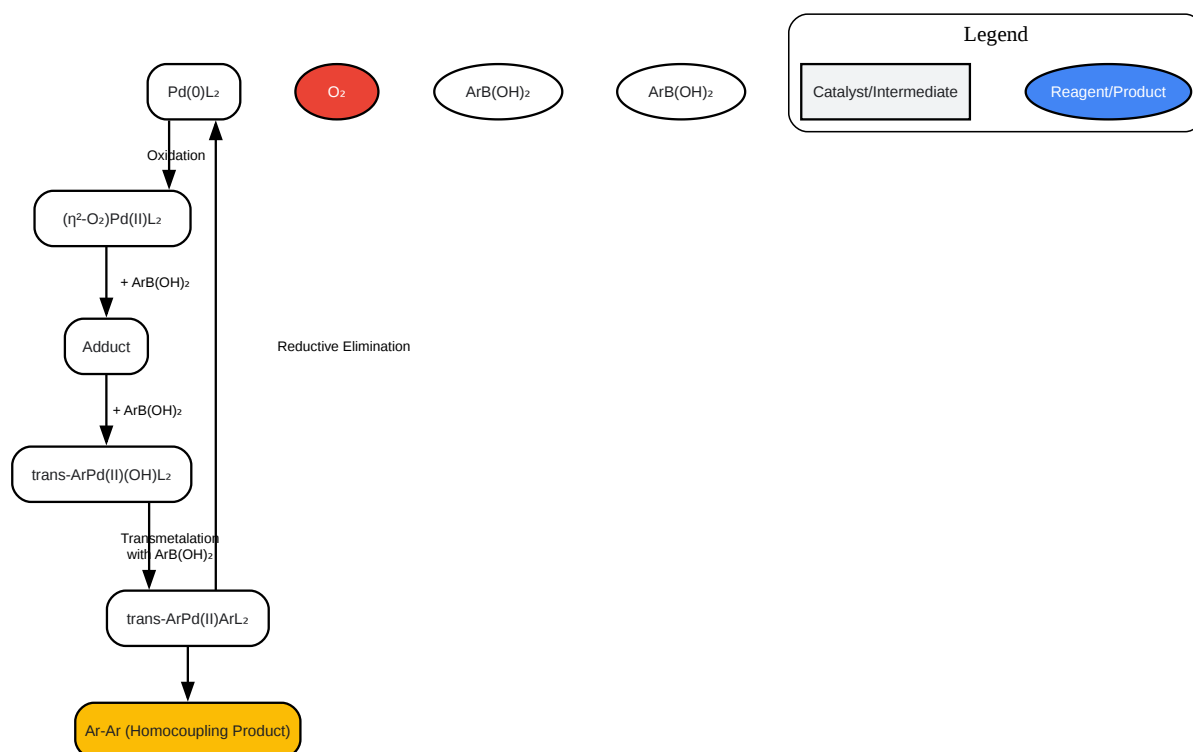 Legend
Pd(0)L₂
O₂
ArB(OH)₂
ArB(OH)₂
Catalyst/Intermediate
Reagent/Product
Oxidation
(η²-O₂)Pd(II)L₂
+ ArB(OH)₂
Adduct
Reductive Elimination
+ ArB(OH)₂
trans-ArPd(II)(OH)L₂
Transmetalation
with ArB(OH)₂
trans-ArPd(II)ArL₂
Ar-Ar (Homocoupling Product)